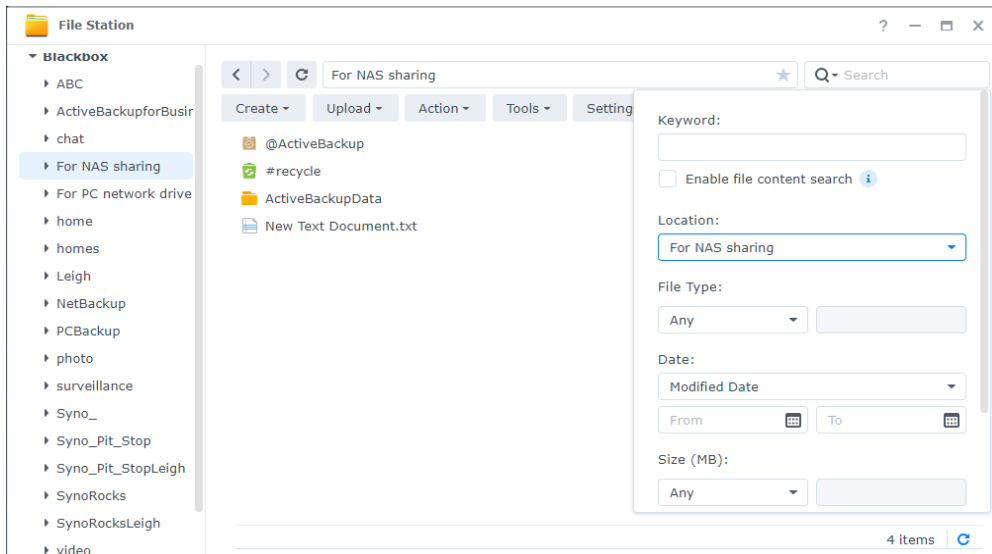 File Station
Blackbox
ABC
ActiveBackupforBusir
chat
For NAS sharing
For PC network drive
home
homes
Leigh
NetBackup
PCBackup
photo
surveillance
Syno_
Syno_Pit_Stop
Syno_Pit_StopLeigh
SynoRocks
SynoRocksLeigh
video
For NAS sharing
Search
Create
Upload
Action
Tools
Setting
@ActiveBackup
#recycle
ActiveBackupData
New Text Document.txt
Keyword:
Enable file content search
Location:
For NAS sharing
File Type:
Any
Date:
Modified Date
From
To
Size (MB):
Any
4 items